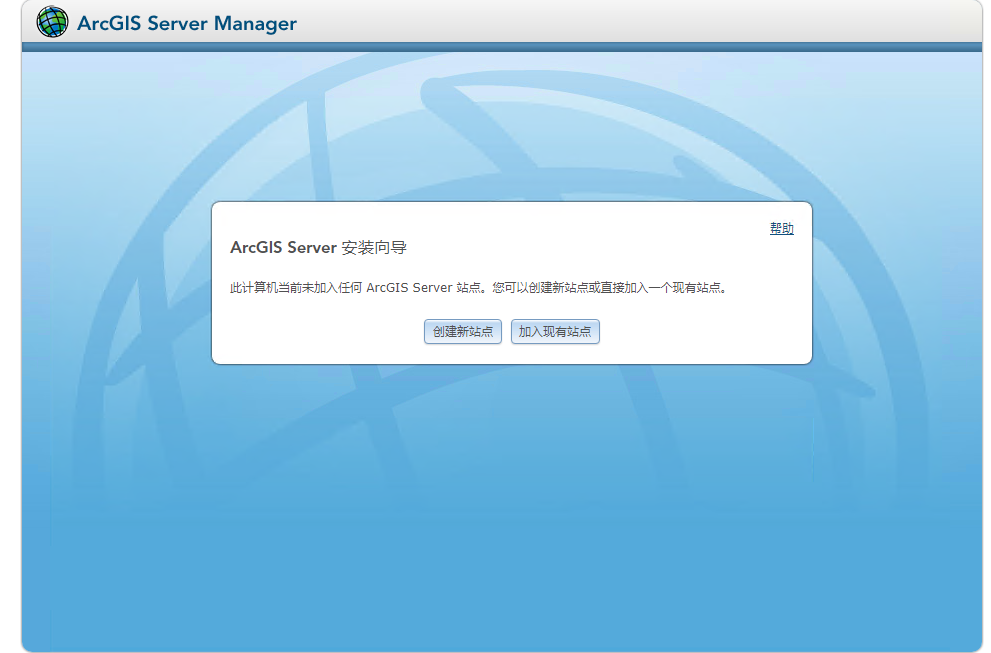 ArcGIS Server Manager
帮助
ArcGIS Server 安装向导
此计算机当前未加入任何 ArcGIS Server 站点。您可以创建新站点或直接加入一个现有站点。
创建新站点 加入现有站点